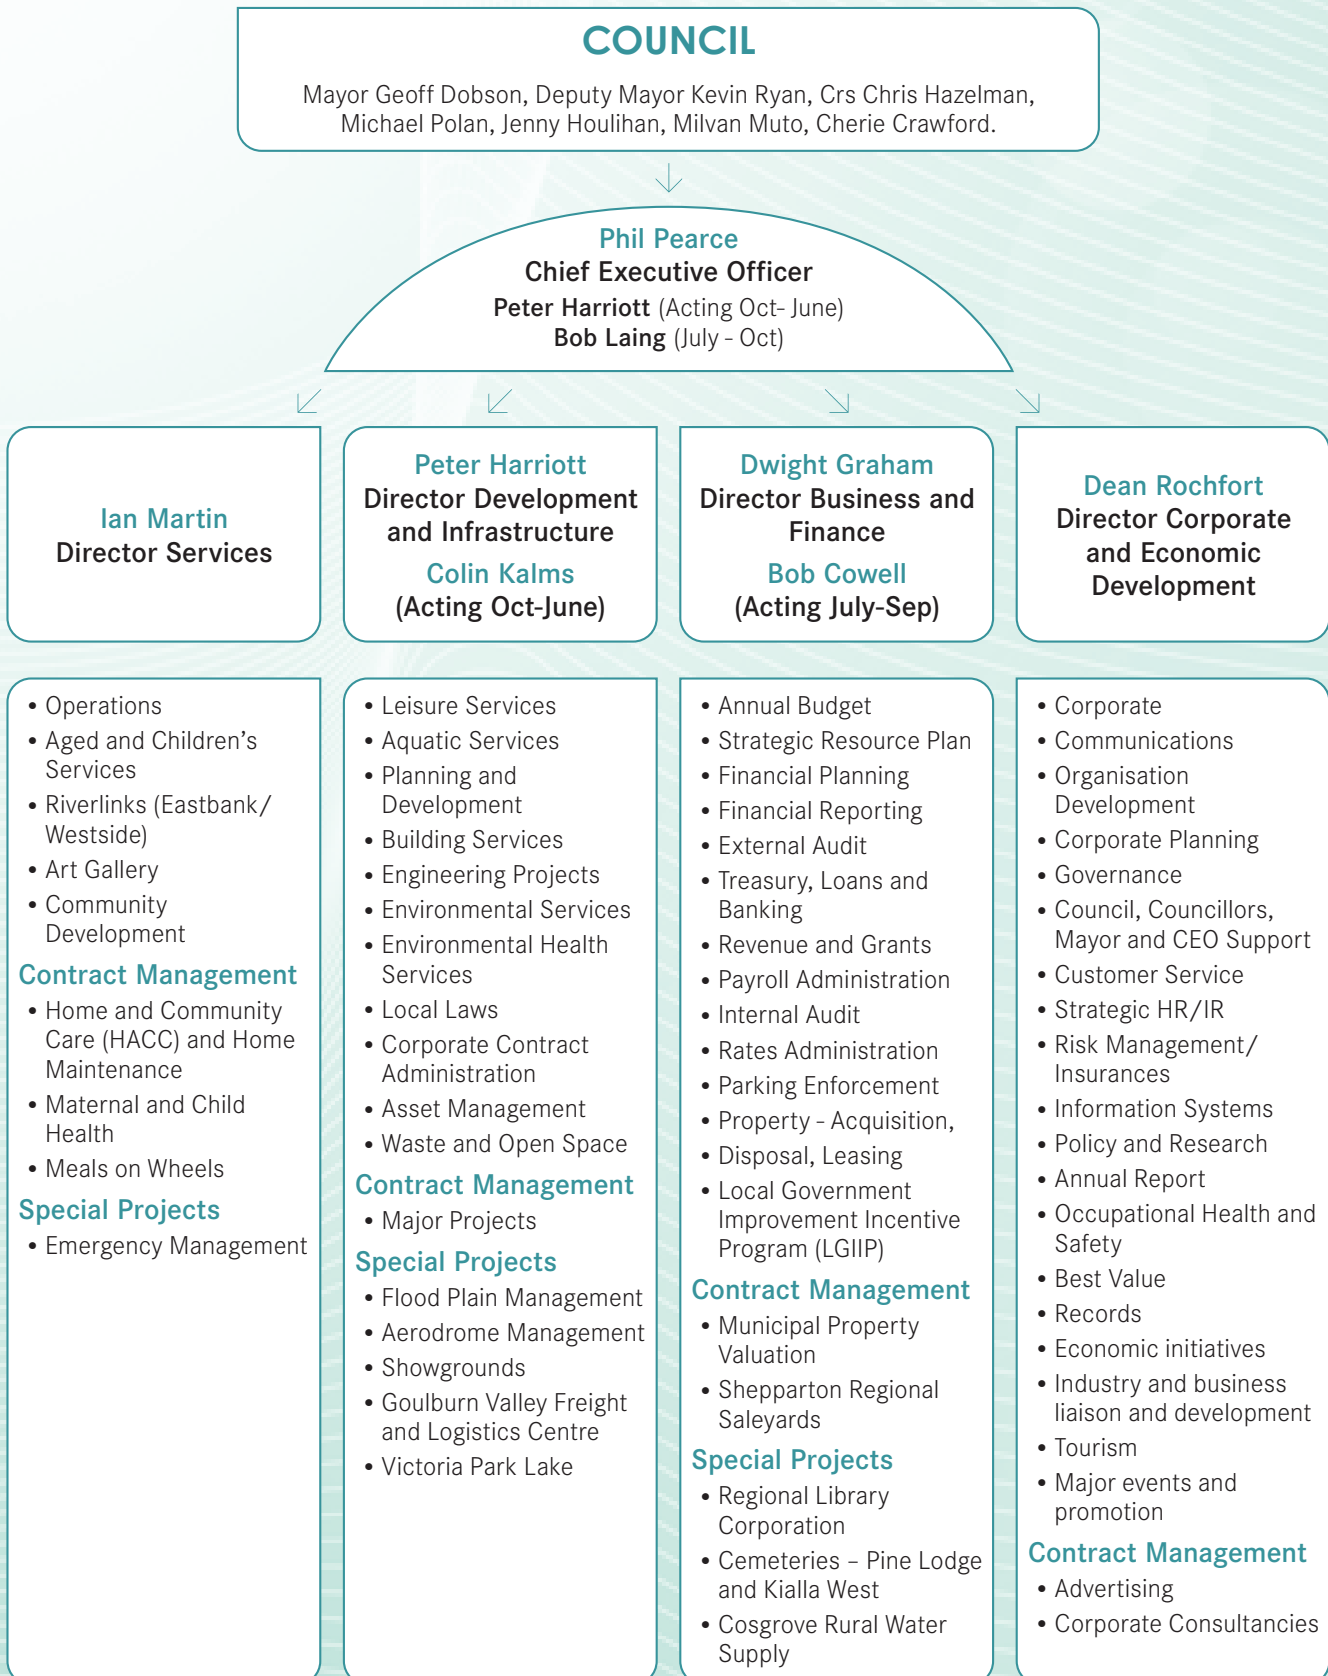 COUNCIL
Mayor Geoff Dobson, Deputy Mayor Kevin Ryan, Crs Chris Hazelman,
Michael Polan, Jenny Houlihan, Milvan Muto, Cherie Crawford.
Phil Pearce
Chief Executive Officer
Peter Harriott (Acting Oct- June)
Bob Laing (July - Oct)
Ian Martin
Director Services
Peter Harriott
Director Development
and Infrastructure
Colin Kalms
(Acting Oct-June)
Dwight Graham
Director Business and
Finance
Bob Cowell
(Acting July-Sep)
Dean Rochfort
Director Corporate
and Economic
Development
• Operations
• Aged and Children's
Services
• Riverlinks (Eastbank/
Westside)
• Art Gallery
• Community
Development
Contract Management
• Home and Community
Care (HACC) and Home
Maintenance
• Maternal and Child
Health
• Meals on Wheels
Special Projects
• Emergency Management
• Leisure Services
• Aquatic Services
• Planning and
Development
• Building Services
• Engineering Projects
• Environmental Services
• Environmental Health
Services
• Local Laws
• Corporate Contract
Administration
• Asset Management
• Waste and Open Space
Contract Management
• Major Projects
Special Projects
• Flood Plain Management
• Aerodrome Management
• Showgrounds
• Goulburn Valley Freight
and Logistics Centre
• Victoria Park Lake
• Annual Budget
• Strategic Resource Plan
• Financial Planning
• Financial Reporting
• External Audit
• Treasury, Loans and
Banking
• Revenue and Grants
• Payroll Administration
• Internal Audit
• Rates Administration
• Parking Enforcement
• Property - Acquisition,
• Disposal, Leasing
• Local Government
Improvement Incentive
Program (LGIIP)
Contract Management
• Municipal Property
Valuation
• Shepparton Regional
Saleyards
Special Projects
• Regional Library
Corporation
• Cemeteries – Pine Lodge
and Kialla West
• Cosgrove Rural Water
Supply
• Corporate
• Communications
• Organisation
Development
• Corporate Planning
• Governance
• Council, Councillors,
Mayor and CEO Support
• Customer Service
• Strategic HR/IR
• Risk Management/
Insurances
• Information Systems
• Policy and Research
• Annual Report
• Occupational Health and
Safety
• Best Value
• Records
• Economic initiatives
• Industry and business
liaison and development
• Tourism
• Major events and
promotion
Contract Management
• Advertising
• Corporate Consultancies